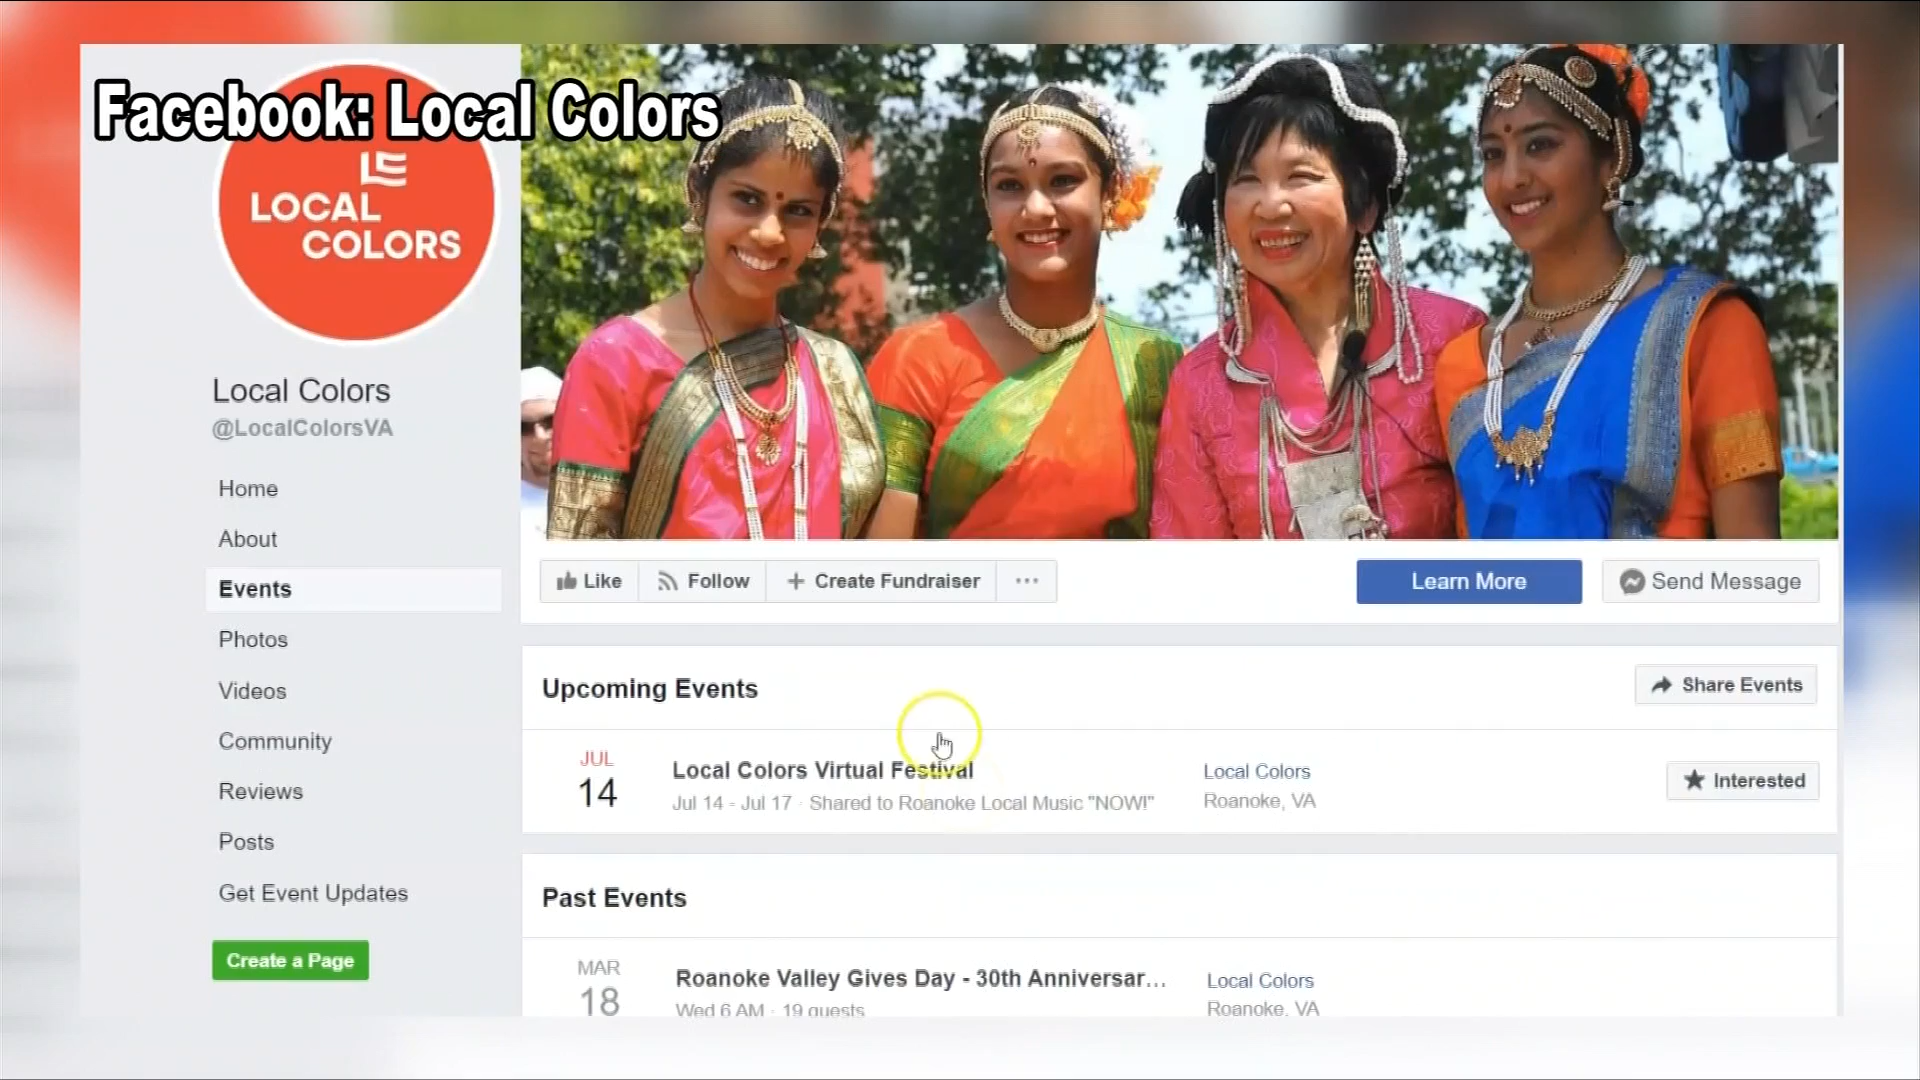 Facebook: Local Colors
LC
LOCAL
COLORS
Local Colors
@LocalColorsVA
Home
About
Events
Photos
Videos
Community
Reviews
Posts
Get Event Updates
Create a Page
Like
Follow
+ Create Fundraiser
...
Learn More
Send Message
Upcoming Events
Share Events
JUL
14
Local Colors Virtual Festival
Jul 14 - Jul 17 · Shared to Roanoke Local Music "NOW!"
Local Colors
Roanoke, VA
Interested
Past Events
MAR
18
Roanoke Valley Gives Day - 30th Anniversar...
Wed 6 AM · 19 guests
Local Colors
Roanoke, VA